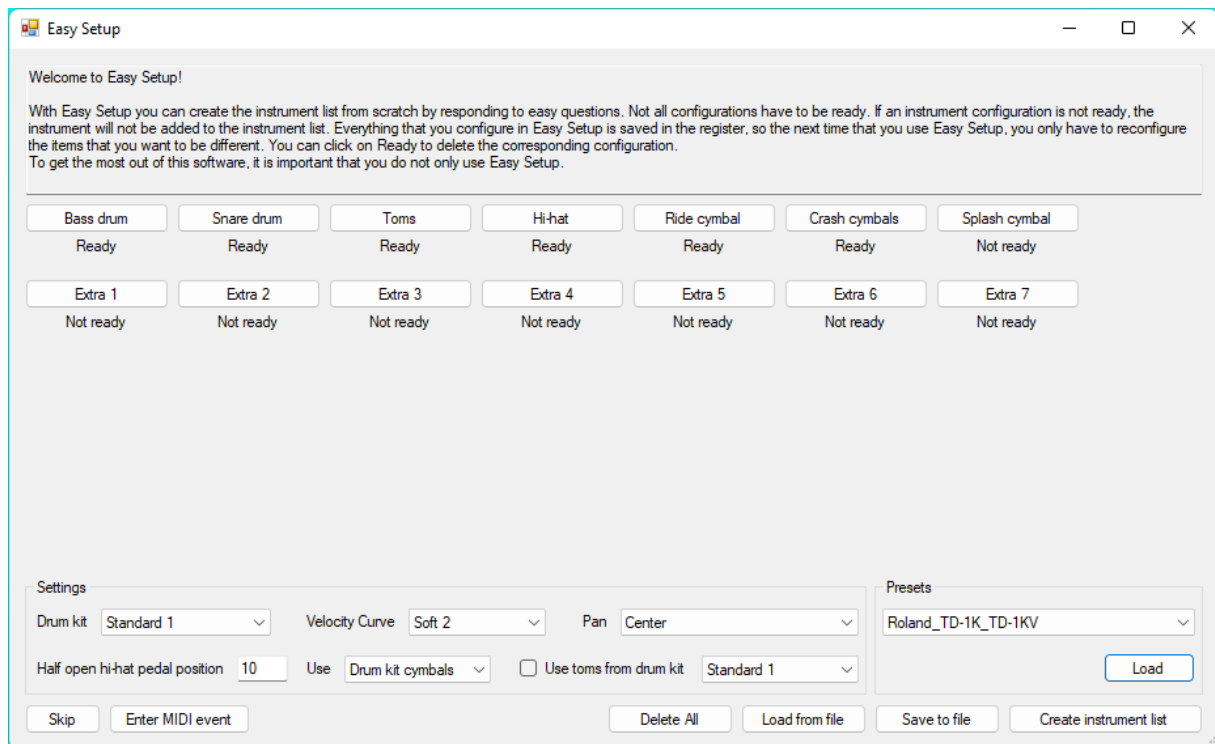 Easy Setup
Welcome to Easy Setup!
With Easy Setup you can create the instrument list from scratch by responding to easy questions. Not all configurations have to be ready. If an instrument configuration is not ready, the
instrument will not be added to the instrument list. Everything that you configure in Easy Setup is saved in the register, so the next time that you use Easy Setup, you only have to reconfigure
the items that you want to be different. You can click on Ready to delete the corresponding configuration.
To get the most out of this software, it is important that you do not only use Easy Setup.
Bass drum Snare drum Toms Hi-hat Ride cymbal Crash cymbals Splash cymbal
Ready Ready Ready Ready Ready Ready Not ready
Extra 1 Extra 2 Extra 3 Extra 4 Extra 5 Extra 6 Extra 7
Not ready Not ready Not ready Not ready Not ready Not ready Not ready
Settings Presets
Drum kit Standard 1 Velocity Curve Soft 2 Pan Center Roland_TD-1K_TD-1KV
Half open hi-hat pedal position 10 Use Drum kit cymbals Use toms from drum kit Standard 1 Load
Skip Enter MIDI event Delete All Load from file Save to file Create instrument list